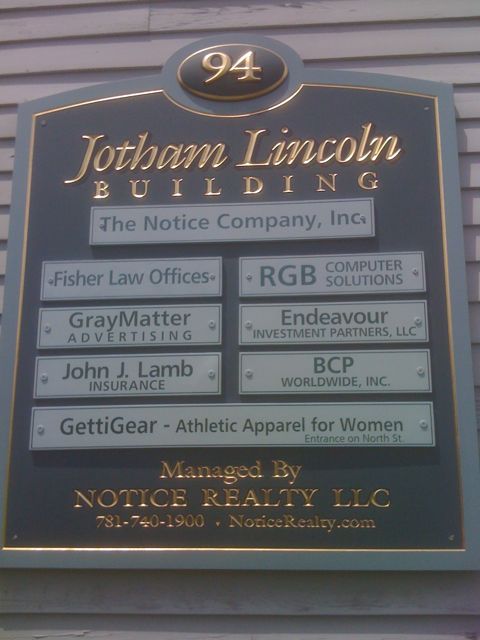 94
Jotham Lincoln
BUILDING
The Notice Company, Inc.
Fisher Law Offices
RGB COMPUTER SOLUTIONS
GrayMatter
ADVERTISING
Endeavour
INVESTMENT PARTNERS, LLC
John J. Lamb
INSURANCE
BCP
WORLDWIDE, INC.
GettiGear - Athletic Apparel for Women
Entrance on North St.
Managed By
NOTICE REALTY LLC
781-740-1900 • NoticeRealty.com